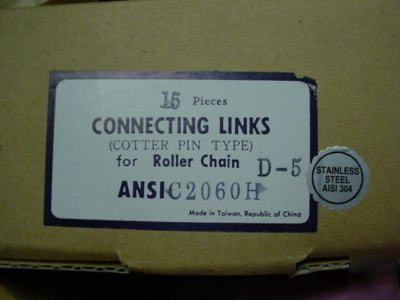 15 Pieces
CONNECTING LINKS
(COTTER PIN TYPE)
for Roller Chain D-5
ANSI C2060H
Made in Taiwan, Republic of China
STAINLESS
STEEL
AISI 304